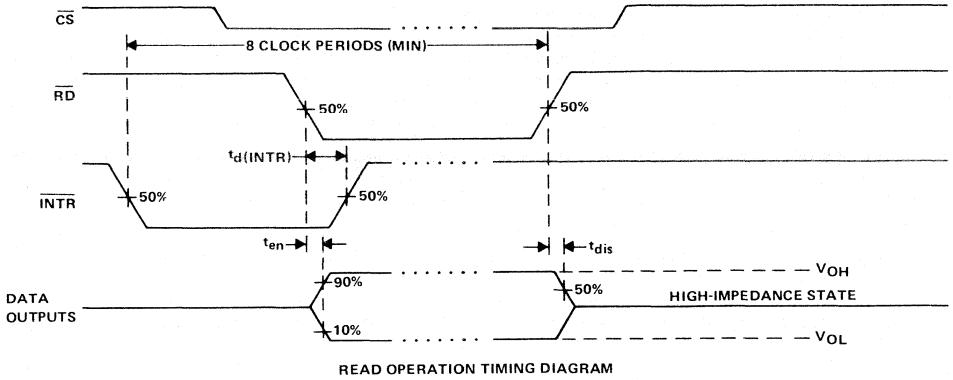 CS
8 CLOCK PERIODS (MIN)
RD
50%
50%
td(INTR)
INTR
50%
50%
ten
tdis
VOH
90%
50%
HIGH-IMPEDANCE STATE
DATA
OUTPUTS
10%
VOL
READ OPERATION TIMING DIAGRAM